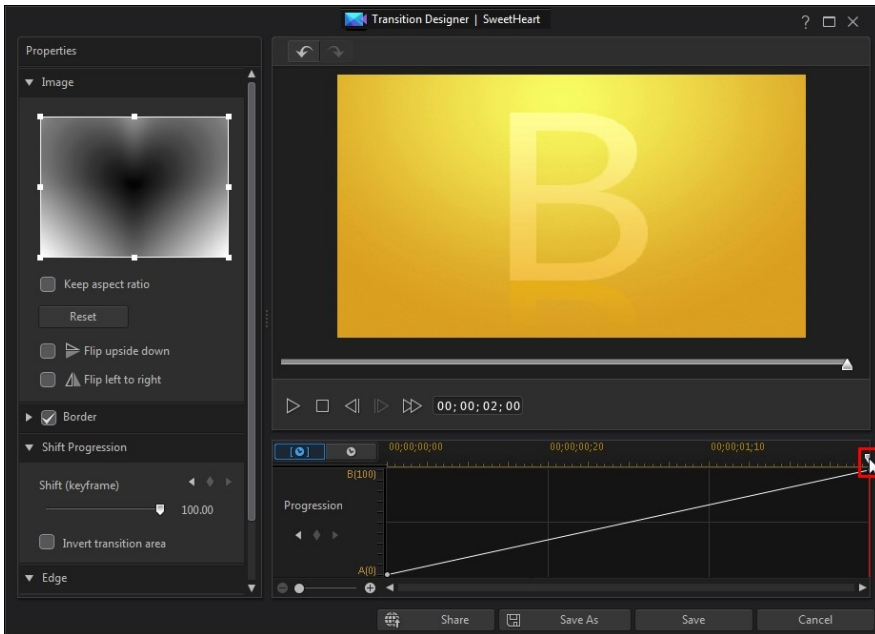 Transition Designer | SweetHeart
?
Properties
Image
Keep aspect ratio
Reset
Flip upside down
Flip left to right
Border
Shift Progression
Shift (keyframe)
100.00
Invert transition area
Edge
B
00;00;02;00
00;00;00;00 00;00;00;20 00;00;01;10
B(100)
Progression
A(0)
Share Save As Save Cancel